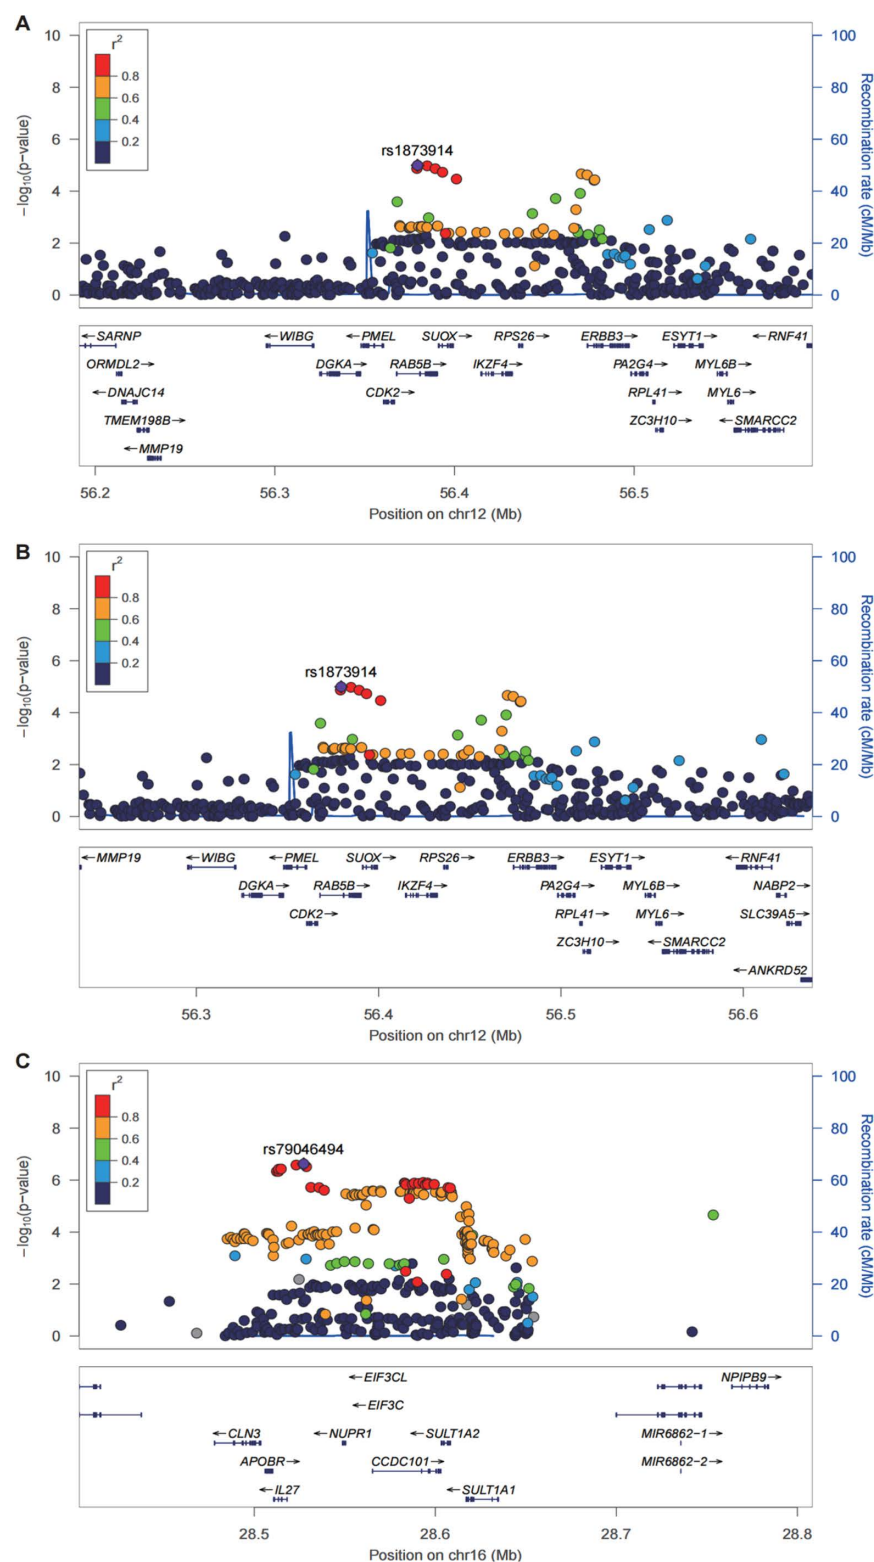 A
r2
0.8
0.6
0.4
0.2
10
8
6
4
2
0
−log10(p−value)
100
80
60
40
20
0
Recombination rate (cM/Mb)
rs1873914
←SARNP ←WIBG ←PMEL SUOX→ RPS26→ ERBB3→ ESYT1→ ←RNF41
ORMDL2→ DGKA→ RAB5B→ IKZF4→ PA2G4→ MYL6B→
←DNAJC14 CDK2→ RPL41→ MYL6→
TMEM198B→ ZC3H10→ ←SMARCC2
←MMP19
56.2 56.3 56.4 56.5
Position on chr12 (Mb)
B
r2
0.8
0.6
0.4
0.2
10
8
6
4
2
0
−log10(p−value)
100
80
60
40
20
0
Recombination rate (cM/Mb)
rs1873914
←MMP19 ←WIBG ←PMEL SUOX→ RPS26→ ERBB3→ ESYT1→ ←RNF41
DGKA→ RAB5B→ IKZF4→ PA2G4→ MYL6B→ NABP2→
CDK2→ RPL41→ MYL6→ SLC39A5→
ZC3H10→ ←SMARCC2
←ANKRD52
56.3 56.4 56.5 56.6
Position on chr12 (Mb)
C
r2
0.8
0.6
0.4
0.2
10
8
6
4
2
0
−log10(p−value)
100
80
60
40
20
0
Recombination rate (cM/Mb)
rs79046494
←EIF3CL NPIPB9→
←EIF3C
←CLN3 ←NUPR1 ←SULT1A2 MIR6862−1→
APOBR→ CCDC101→ MIR6862−2→
←IL27 ←SULT1A1
28.5 28.6 28.7 28.8
Position on chr16 (Mb)